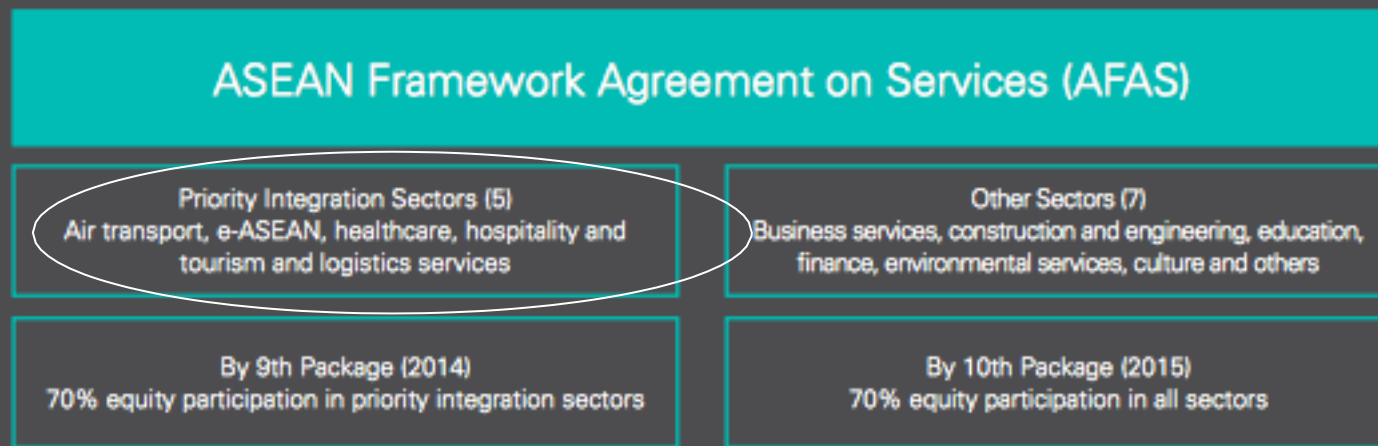 ASEAN Framework Agreement on Services (AFAS)
Priority Integration Sectors (5)
Air transport, e-ASEAN, healthcare, hospitality and
tourism and logistics services
Other Sectors (7)
Business services, construction and engineering, education,
finance, environmental services, culture and others
By 9th Package (2014)
70% equity participation in priority integration sectors
By 10th Package (2015)
70% equity participation in all sectors